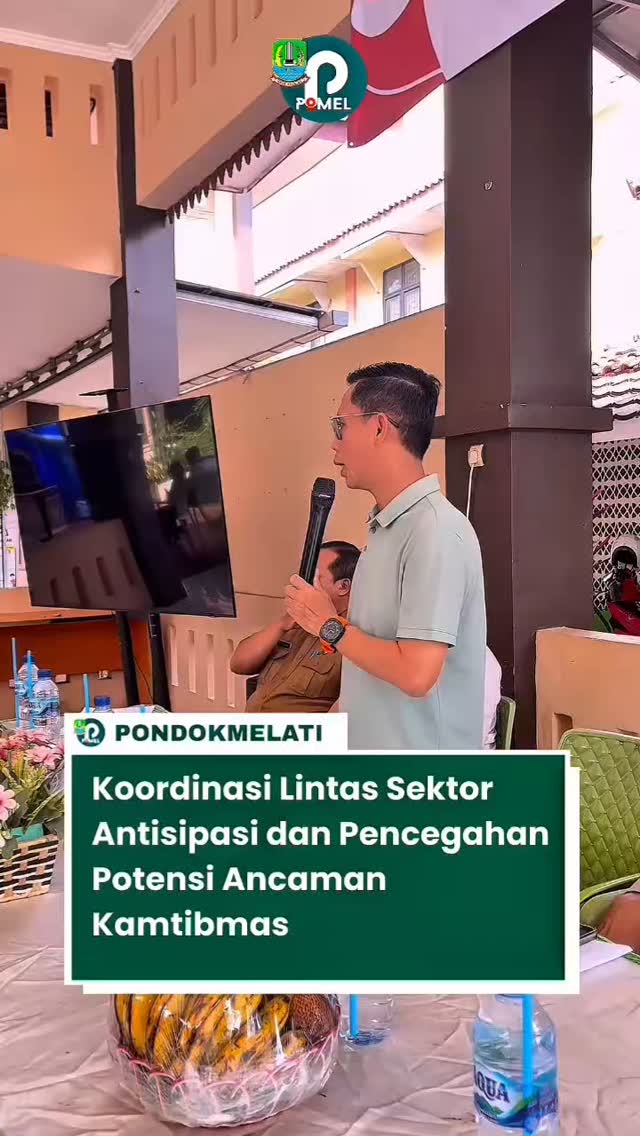 POMEL
PONDOKMELATI
Koordinasi Lintas Sektor
Antisipasi dan Pencegahan
Potensi Ancaman
Kamtibmas
AQUA